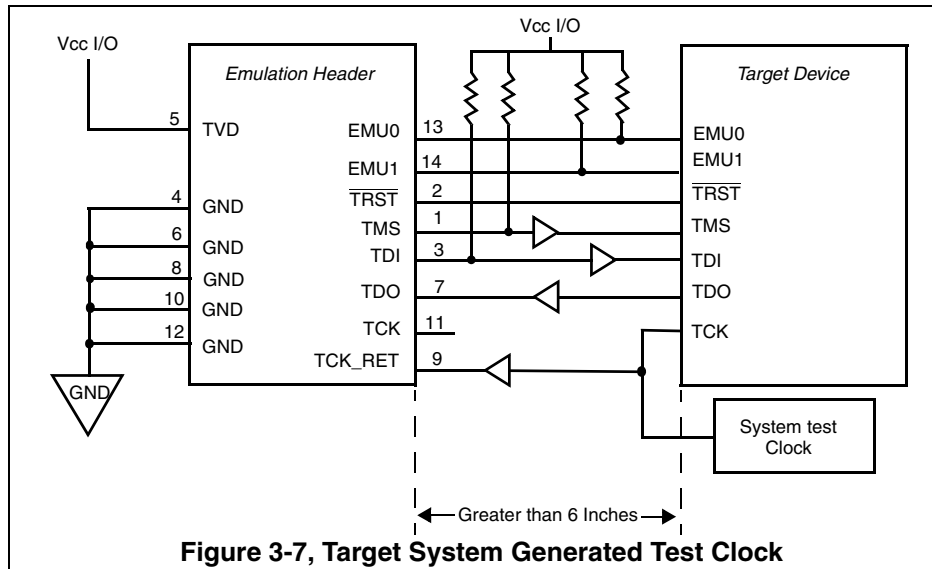 Vcc I/O
Vcc I/O
Emulation Header
Target Device
5 TVD
EMU0 13 EMU0
EMU1 14 EMU1
4 GND
TRST 2 TRST
TMS 1 TMS
6 GND
TDI 3 TDI
8 GND
TDO 7 TDO
10 GND
TCK 11 TCK
12 GND
TCK_RET 9
GND
System test
Clock
Greater than 6 Inches
Figure 3-7, Target System Generated Test Clock